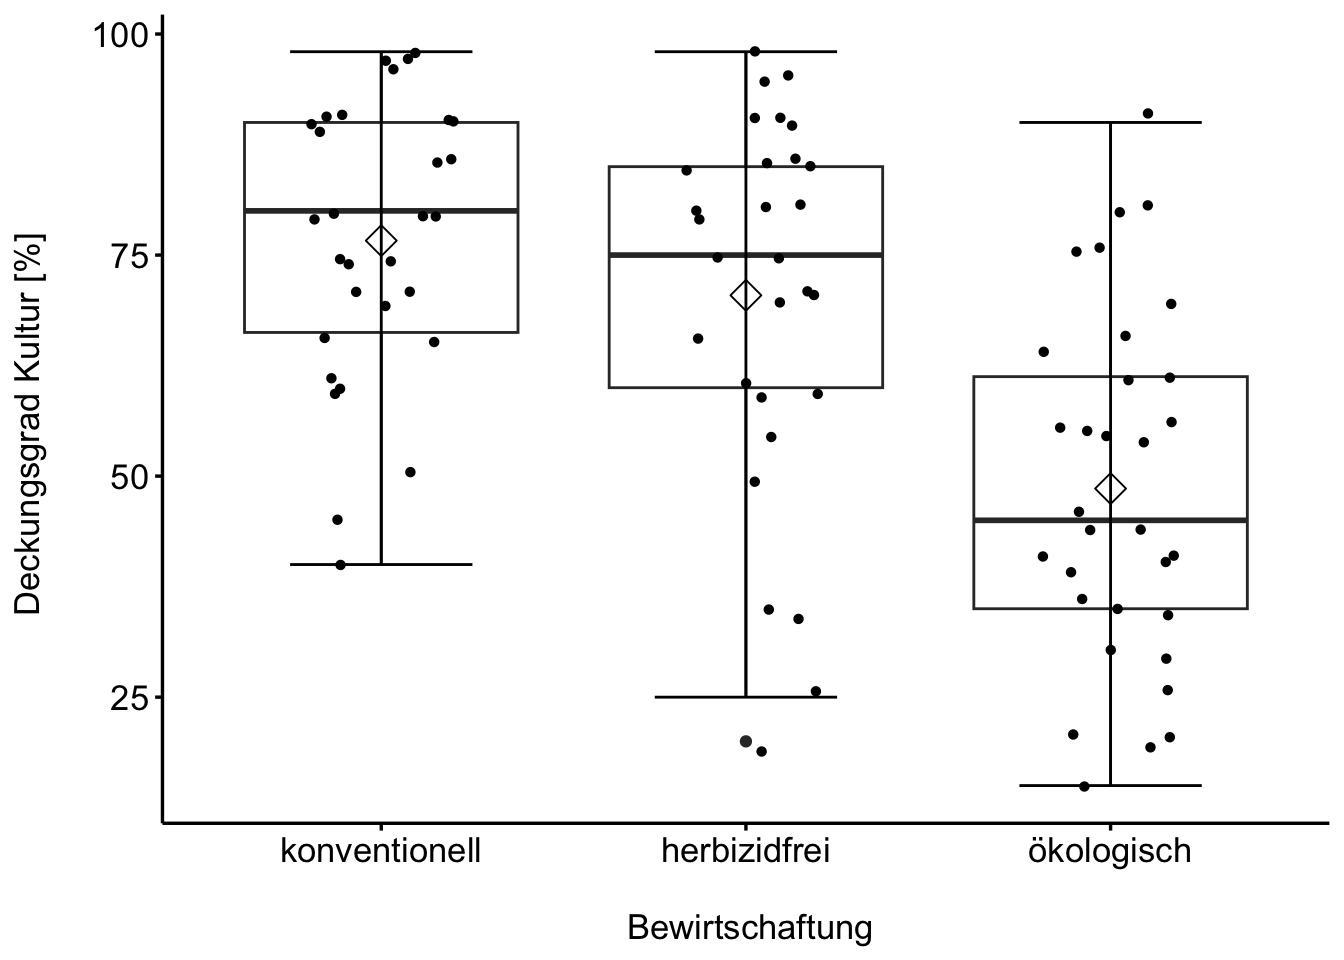 Deckungsgrad Kultur [%]
100
75
50
25
konventionell herbizidfrei ökologisch
Bewirtschaftung